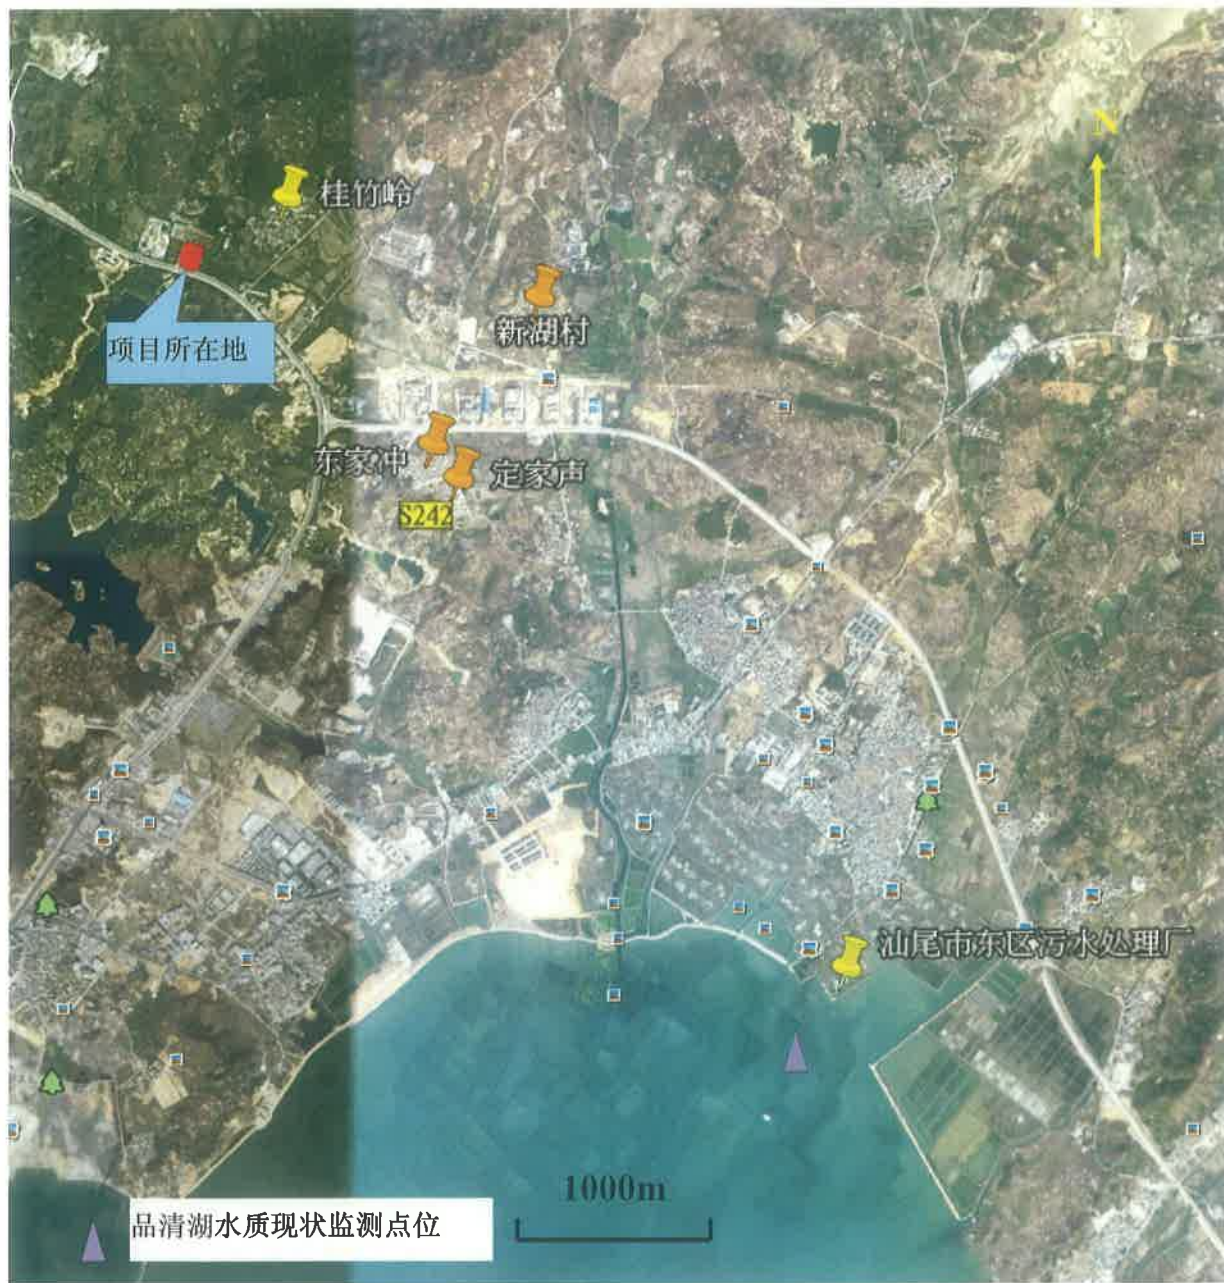 N
桂竹岭
新湖村
项目所在地
东家冲
定家声
S242
汕尾市东区污水处理厂
1000m
品清湖水质现状监测点位